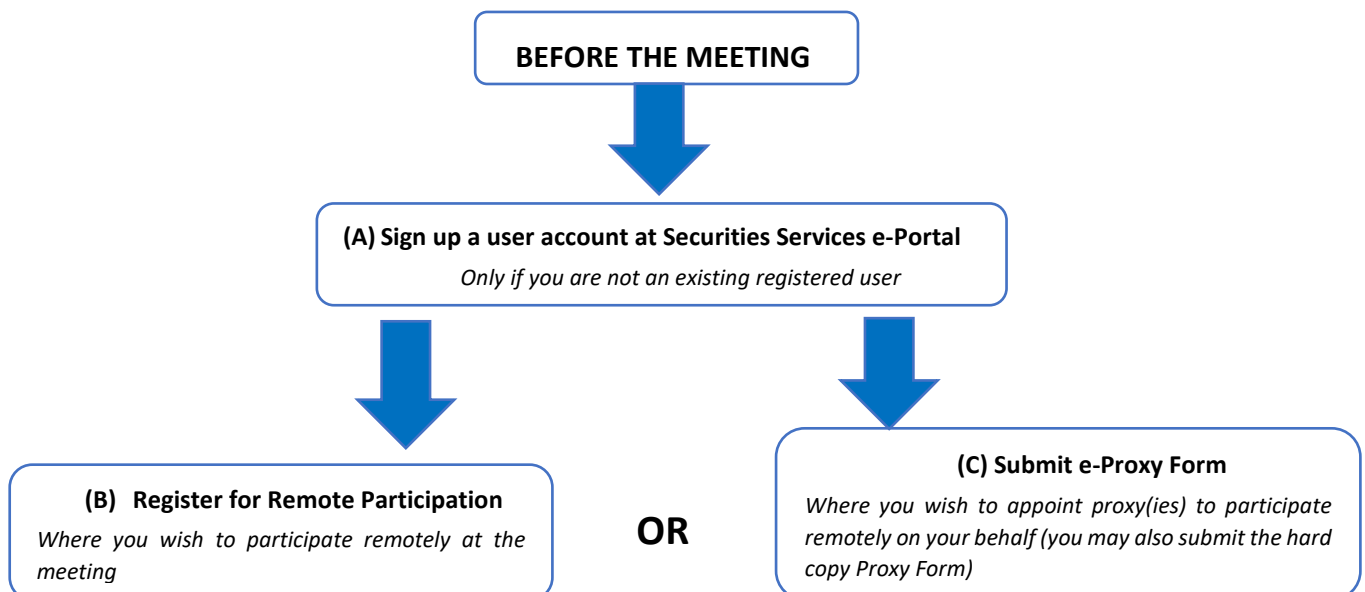 BEFORE THE MEETING
(A) Sign up a user account at Securities Services e-Portal
Only if you are not an existing registered user
(B) Register for Remote Participation
Where you wish to participate remotely at the
meeting
OR
(C) Submit e-Proxy Form
Where you wish to appoint proxy(ies) to participate
remotely on your behalf (you may also submit the hard
copy Proxy Form)